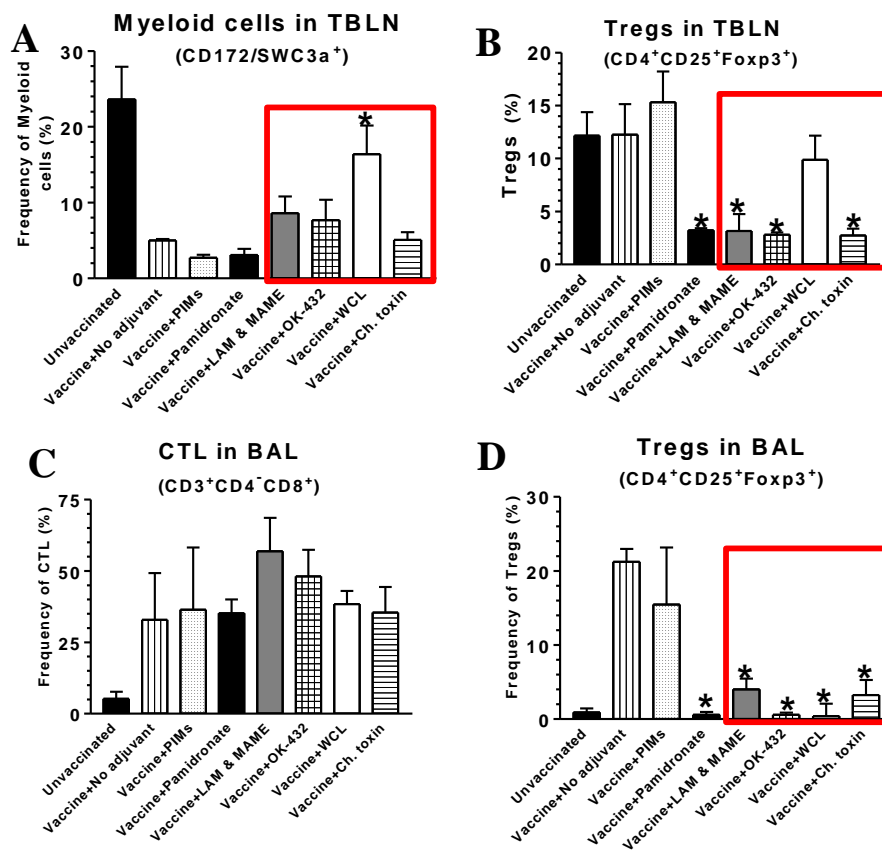 A
Myeloid cells in TBLN
(CD172/SWC3a⁺)
Frequency of Myeloid
cells (%)
30
20
10
0
Unvaccinated
Vaccine+No adjuvant
Vaccine+PIMs
Vaccine+Pamidronate
Vaccine+LAM & MAME
Vaccine+OK-432
Vaccine+WCL
Vaccine+Ch. toxin
*
B
Tregs in TBLN
(CD4⁺CD25⁺Foxp3⁺)
Tregs (%)
20
15
10
5
0
Unvaccinated
Vaccine+No adjuvant
Vaccine+PIMs
Vaccine+Pamidronate
Vaccine+LAM & MAME
Vaccine+OK-432
Vaccine+WCL
Vaccine+Ch. toxin
* * * *
C
CTL in BAL
(CD3⁺CD4⁻CD8⁺)
Frequency of CTL (%)
75
50
25
0
Unvaccinated
Vaccine+No adjuvant
Vaccine+PIMs
Vaccine+Pamidronate
Vaccine+LAM & MAME
Vaccine+OK-432
Vaccine+WCL
Vaccine+Ch. toxin
D
Tregs in BAL
(CD4⁺CD25⁺Foxp3⁺)
Frequency of Tregs (%)
30
20
10
0
Unvaccinated
Vaccine+No adjuvant
Vaccine+PIMs
Vaccine+Pamidronate
Vaccine+LAM & MAME
Vaccine+OK-432
Vaccine+WCL
Vaccine+Ch. toxin
* * * * *